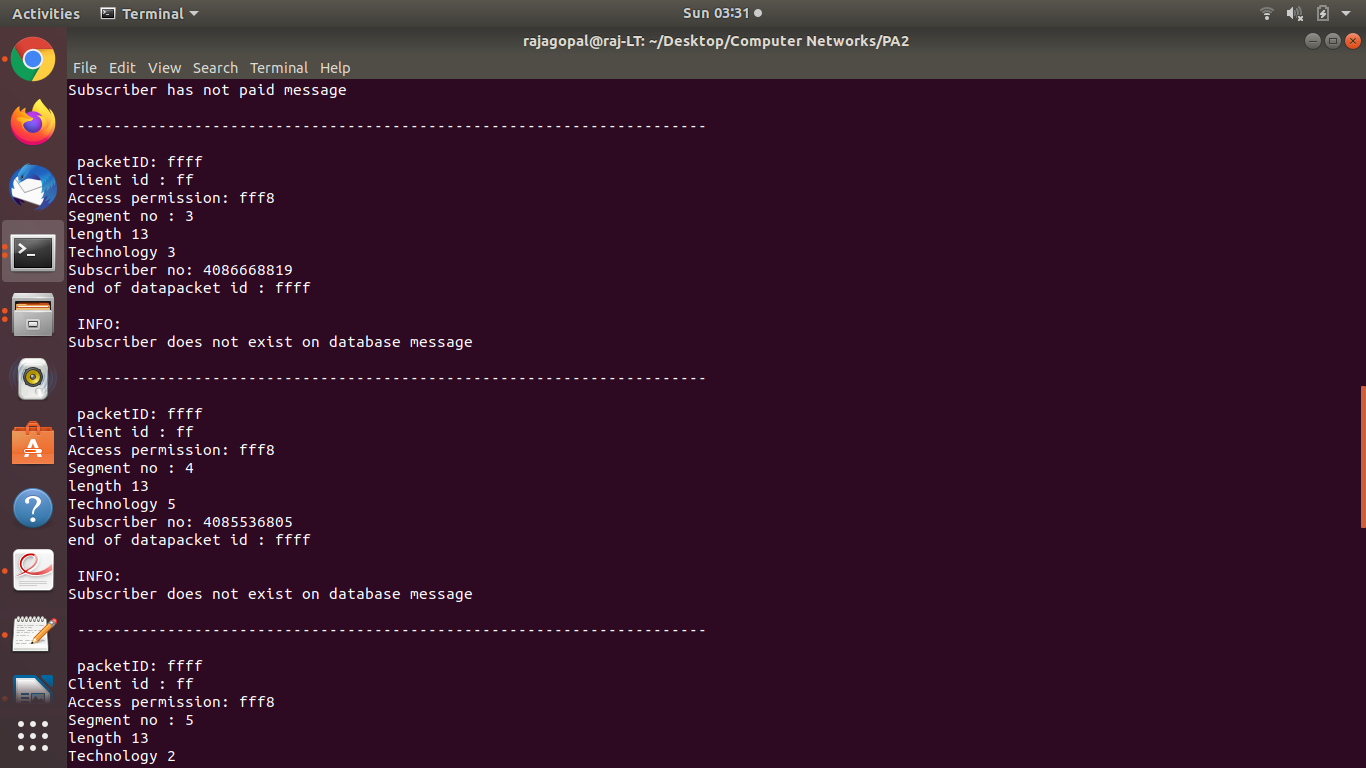 Activities Terminal Sun 03:31
rajagopal@raj-LT: ~/Desktop/Computer Networks/PA2
File Edit View Search Terminal Help
Subscriber has not paid message
----------------------------------------------------------------------
packetID: ffff
Client id : ff
Access permission: fff8
Segment no : 3
length 13
Technology 3
Subscriber no: 4086668819
end of datapacket id : ffff
INFO:
Subscriber does not exist on database message
----------------------------------------------------------------------
packetID: ffff
Client id : ff
Access permission: fff8
Segment no : 4
length 13
Technology 5
Subscriber no: 4085536805
end of datapacket id : ffff
INFO:
Subscriber does not exist on database message
----------------------------------------------------------------------
packetID: ffff
Client id : ff
Access permission: fff8
Segment no : 5
length 13
Technology 2